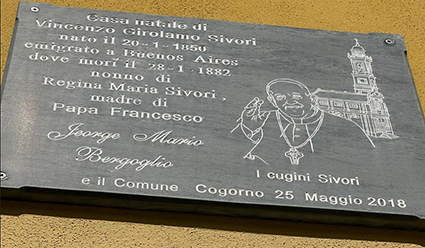 Casa natale di
Vincenzo Girolamo Sivori
nato il 20-1-1850
emigrato a Buenos Aires
dove morì il 28-1-1882
nonno di
Regina Maria Sivori,
madre di
Papa Francesco
Jeorge Mario
Bergoglio
I cugini Sivori
e il Comune Cogorno 25 Maggio 2018